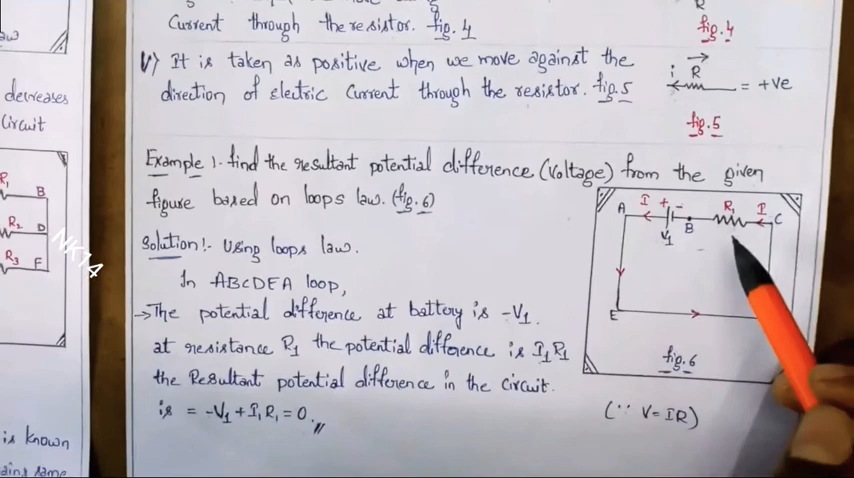 aw
decreases
Circuit
R1 B
R2 D
R3 F
NK14
is known
ains same
Current through the resistor. fig.4
R
fig.4
V) It is taken as positive when we move against the
direction of electric current through the resistor. fig.5
i R = +ve
fig.5
Example 1. find the resultant potential difference (voltage) from the given
figure based on loops law. (fig.6)
Solution:- Using loops law.
In ABCDEA loop,
→The potential difference at battery is -V1.
at resistance R1 the potential difference is I1R1
the Resultant potential difference in the circuit.
is = -V1+I1R1=0.
A I + - B R1 I C
V1
E
fig.6
(∵ V=IR)